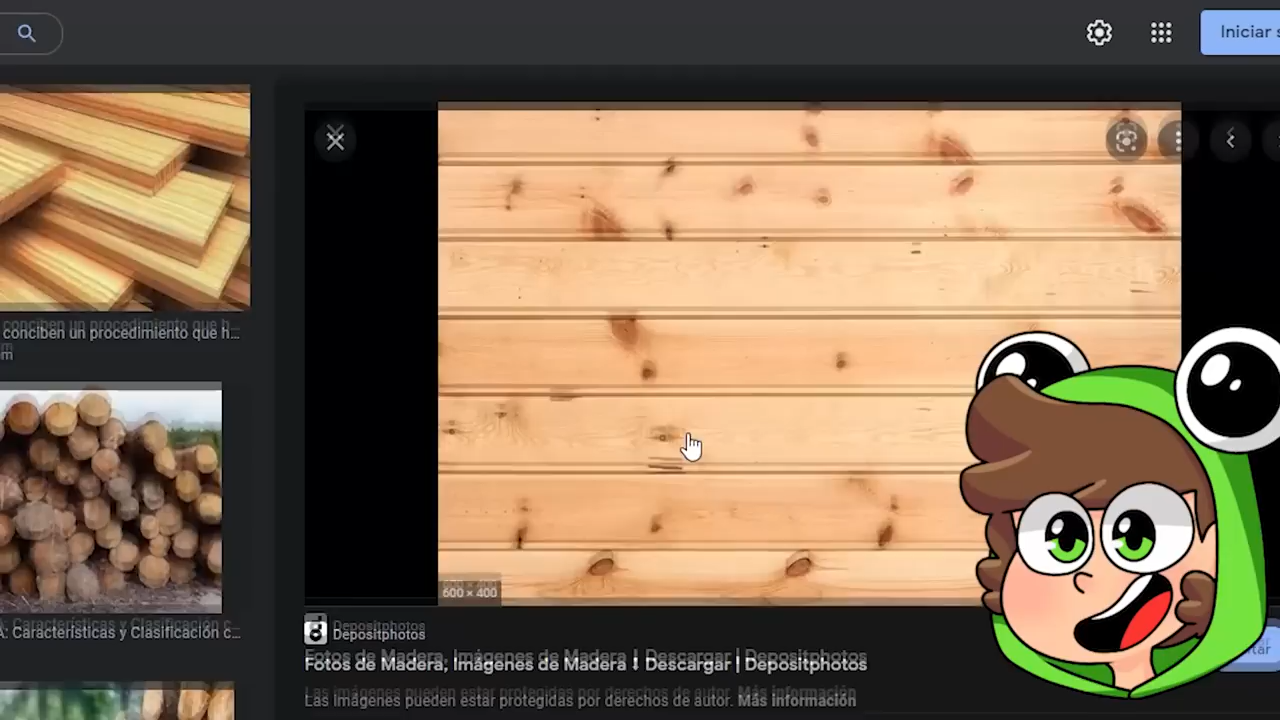 Iniciar s
conciben un procedimiento que h...
m
A: Características y Clasificación c...
600 × 400
Depositphotos
Fotos de Madera, Imágenes de Madera ⬇ Descargar | Depositphotos
Las imágenes pueden estar protegidas por derechos de autor. Más información
tar